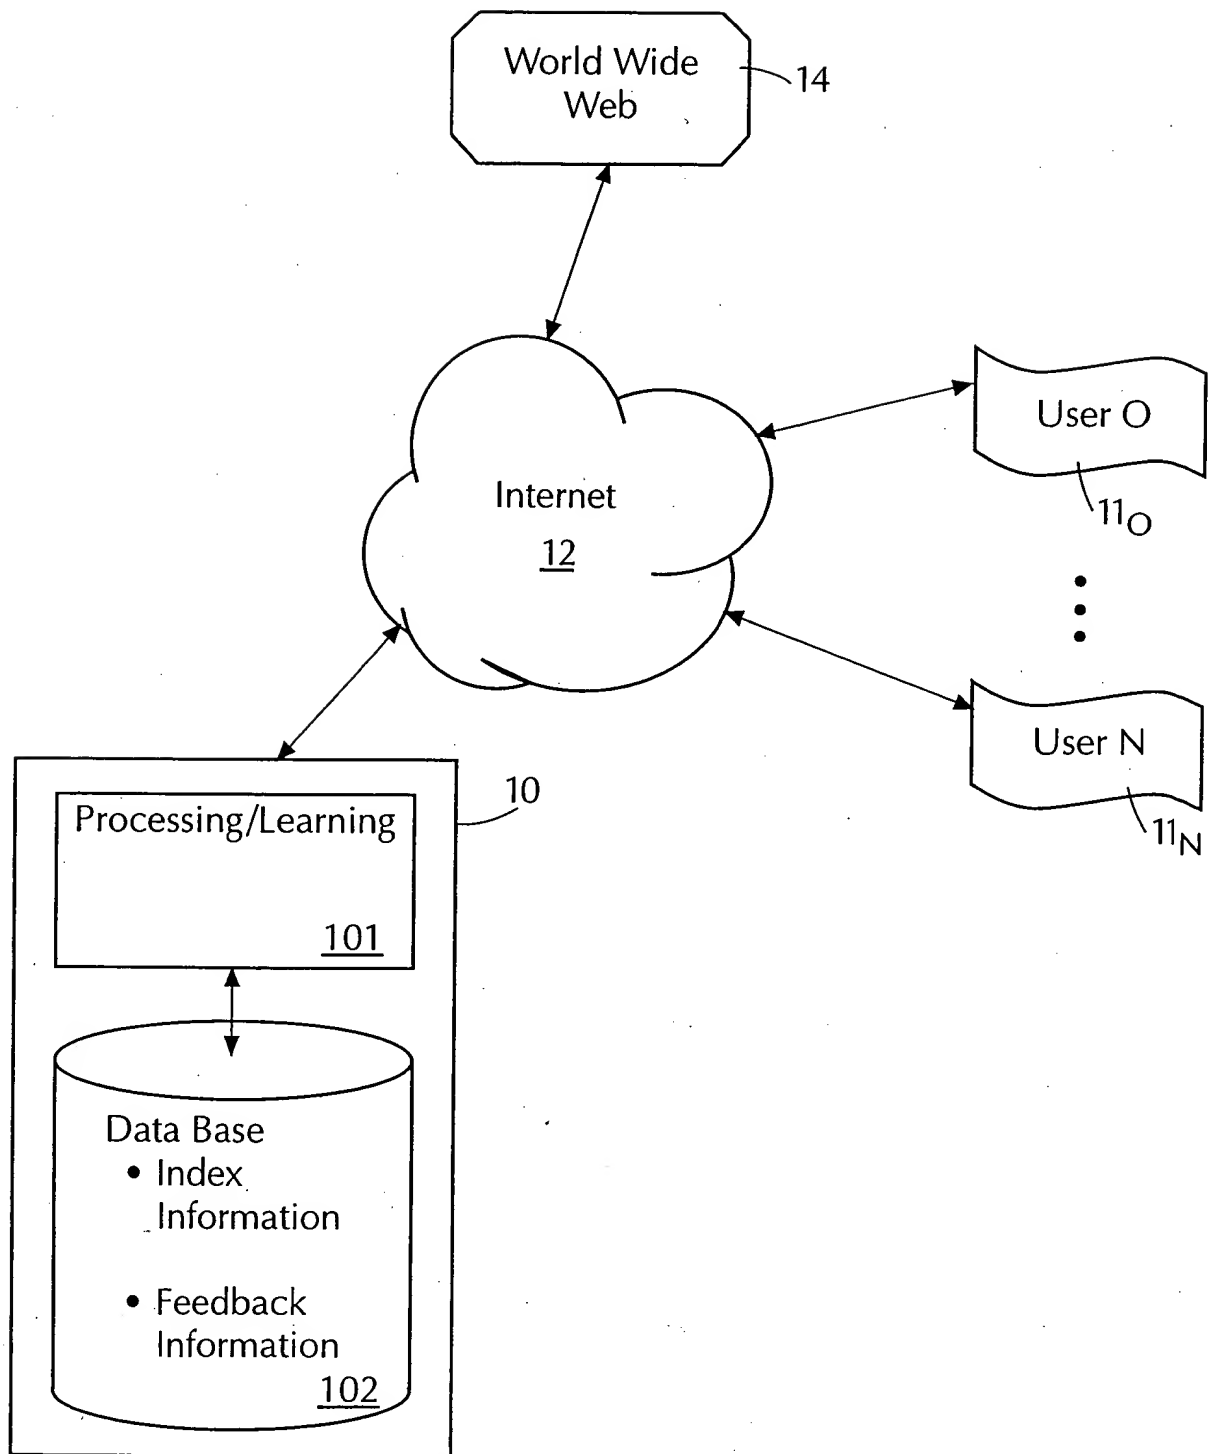 World Wide
Web
14
User O
11O
Internet
12
User N
11N
10
Processing/Learning
101
Data Base
• Index
Information
• Feedback
Information
102